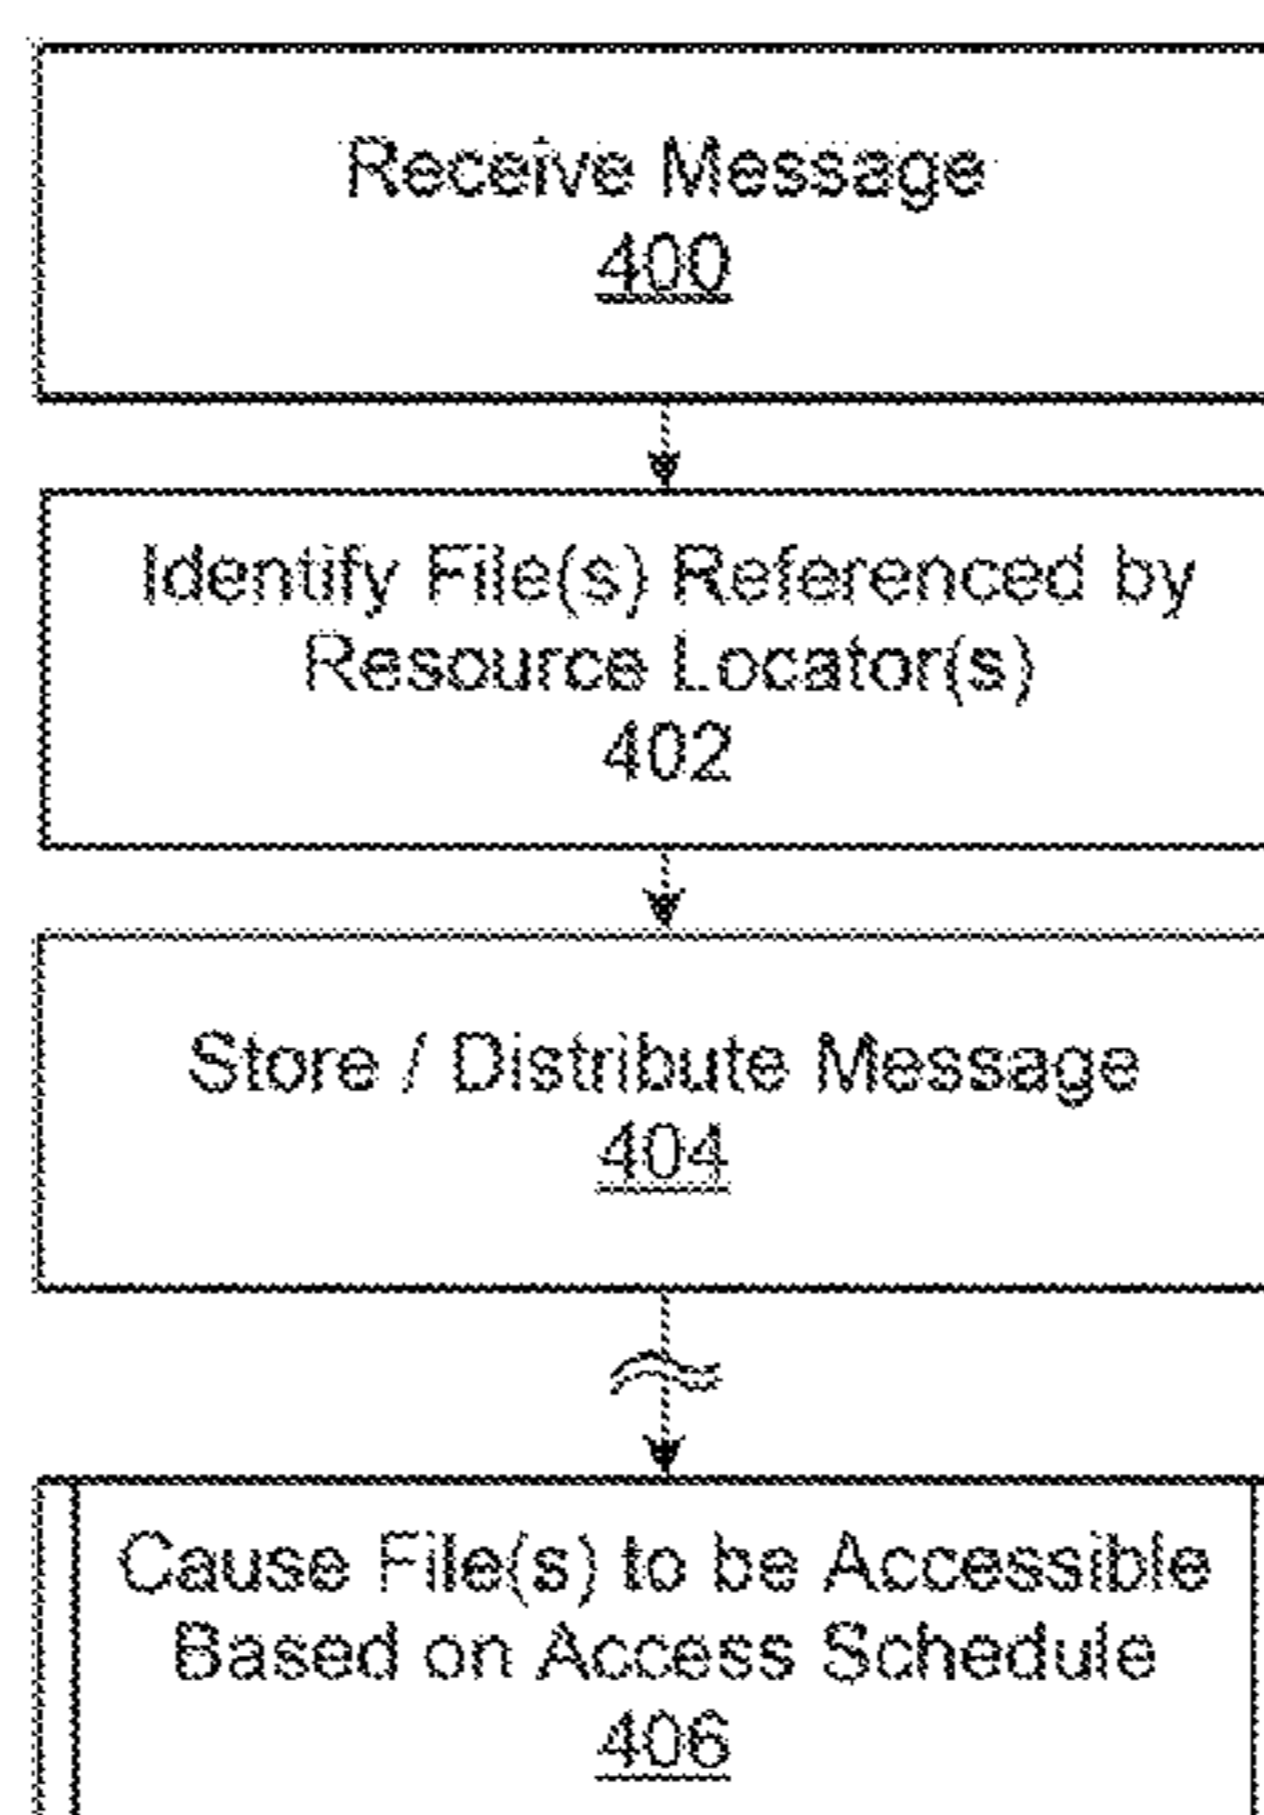 Receive Message
400
Identify File(s) Referenced by
Resource Locator(s)
402
Store / Distribute Message
404
Cause File(s) to be Accessible
Based on Access Schedule
406